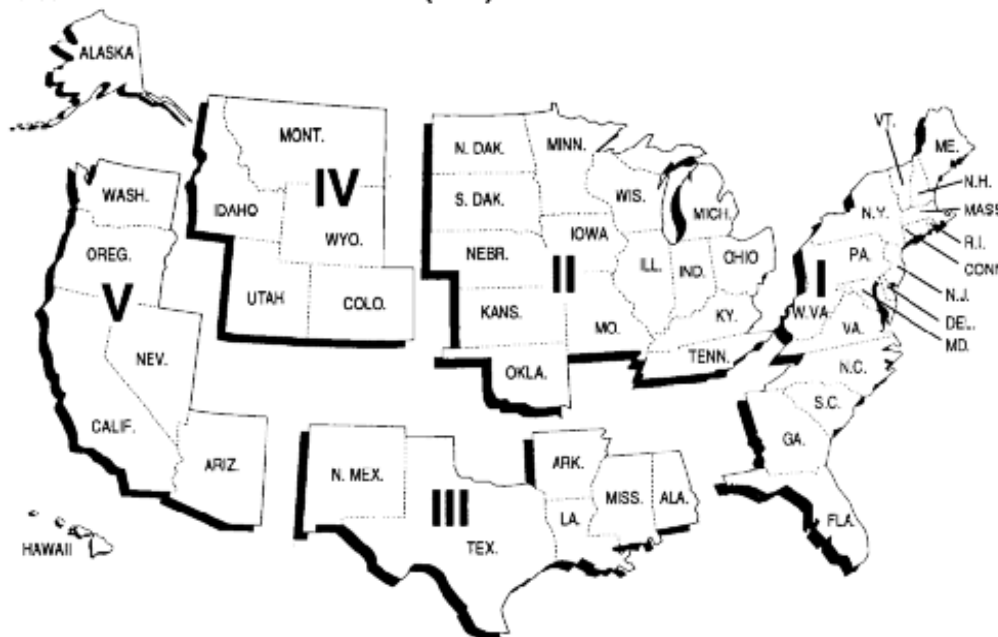 ALASKA
MONT.
IV
IDAHO
WYO.
UTAH
COLO.
WASH.
OREG.
V
NEV.
CALIF.
ARIZ.
HAWAII
N. DAK.
MINN.
S. DAK.
WIS.
MICH.
NEBR.
IOWA
II
ILL.
IND.
OHIO
KANS.
MO.
KY.
OKLA.
TENN.
VT.
ME.
N.H.
MASS
N.Y.
R.I.
CONN
PA.
I
N.J.
W.VA.
DEL.
VA.
MD.
N.C.
S.C.
GA.
FLA.
N. MEX.
III
TEX.
ARK.
LA.
MISS.
ALA.